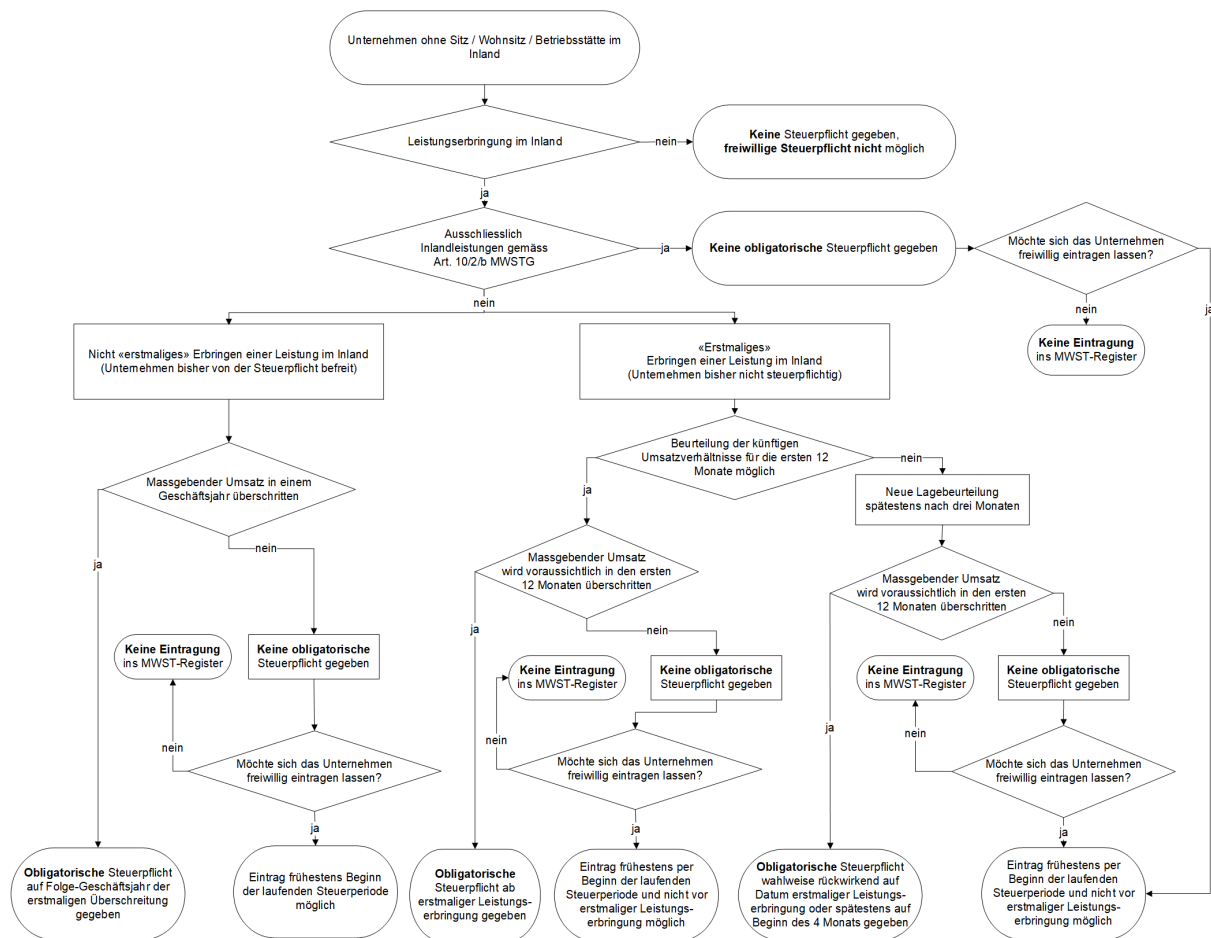 Unternehmen ohne Sitz / Wohnsitz / Betriebsstätte im
Inland
Leistungserbringung im Inland
nein
Keine Steuerpflicht gegeben,
freiwillige Steuerpflicht nicht möglich
ja
Ausschliesslich
Inlandleistungen gemäss
Art. 10/2/b MWSTG
ja
Keine obligatorische Steuerpflicht gegeben
Möchte sich das Unternehmen
freiwillig eintragen lassen?
nein
nein
ja
Keine Eintragung
ins MWST-Register
Nicht «erstmaliges» Erbringen einer Leistung im Inland
(Unternehmen bisher von der Steuerpflicht befreit)
«Erstmaliges»
Erbringen einer Leistung im Inland
(Unternehmen bisher nicht steuerpflichtig)
Massgebender Umsatz in einem
Geschäftsjahr überschritten
Beurteilung der künftigen
Umsatzverhältnisse für die ersten 12
Monate möglich
nein
ja
Neue Lagebeurteilung
spätestens nach drei Monaten
nein
ja
Massgebender Umsatz
wird voraussichtlich in den ersten
12 Monaten überschritten
Massgebender Umsatz
wird voraussichtlich in den ersten
12 Monaten überschritten
ja
nein
nein
Keine Eintragung
ins MWST-Register
Keine obligatorische
Steuerpflicht gegeben
Keine Eintragung
ins MWST-Register
Keine obligatorische
Steuerpflicht gegeben
Keine Eintragung
ins MWST-Register
Keine obligatorische
Steuerpflicht gegeben
ja
nein
nein
nein
Möchte sich das Unternehmen
freiwillig eintragen lassen?
Möchte sich das Unternehmen
freiwillig eintragen lassen?
Möchte sich das Unternehmen
freiwillig eintragen lassen?
ja
ja
ja
Obligatorische Steuerpflicht
auf Folge-Geschäftsjahr der
erstmaligen Überschreitung
gegeben
Eintrag frühestens Beginn
der laufenden Steuerperiode
möglich
Obligatorische
Steuerpflicht ab
erstmaliger Leistungs-
erbringung gegeben
Eintrag frühestens per
Beginn der laufenden
Steuerperiode und nicht vor
erstmaliger Leistungs-
erbringung möglich
Obligatorische Steuerpflicht
wahlweise rückwirkend auf
Datum erstmaliger Leistungs-
erbringung oder spätestens auf
Beginn des 4 Monats gegeben
Eintrag frühestens per
Beginn der laufenden
Steuerperiode und nicht vor
erstmaliger Leistungs-
erbringung möglich